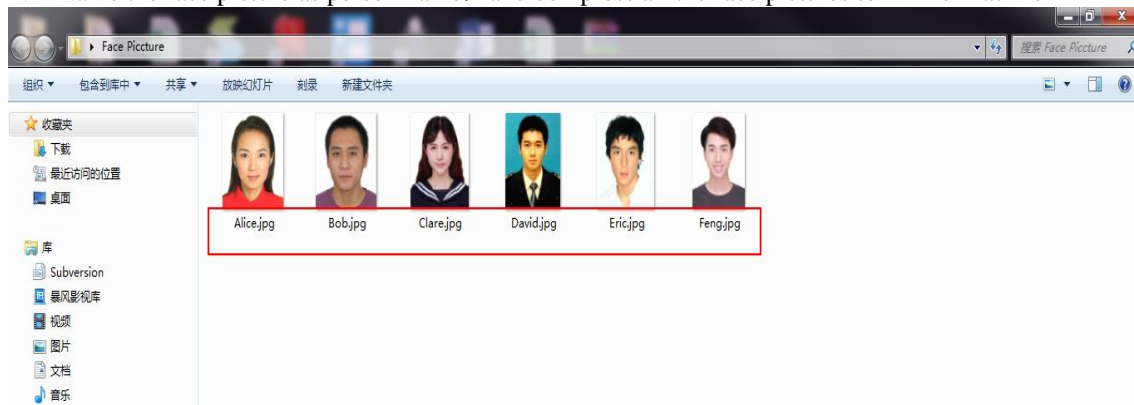 Face Piccture
搜索 Face Piccture
组织 包含到库中 共享 放映幻灯片 刻录 新建文件夹
收藏夹
下载
最近访问的位置
桌面
库
Subversion
暴风影视库
视频
图片
文档
音乐
Alice.jpg Bob.jpg Clare.jpg David.jpg Eric.jpg Feng.jpg